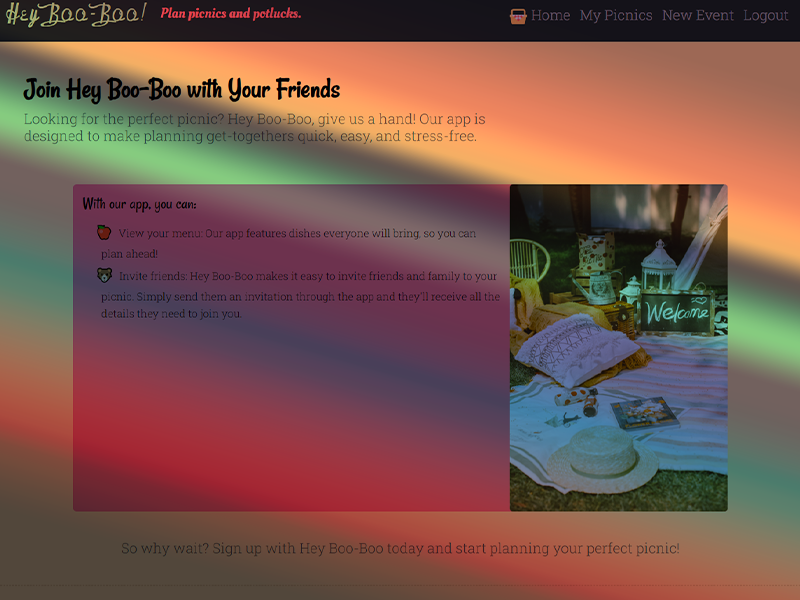 Hey Boo-Boo!
Plan picnics and potlucks.
Home My Picnics New Event Logout
Join Hey Boo-Boo with Your Friends
Looking for the perfect picnic? Hey Boo-Boo, give us a hand! Our app is
designed to make planning get-togethers quick, easy, and stress-free.
With our app, you can:
View your menu: Our app features dishes everyone will bring, so you can
plan ahead!
Invite friends: Hey Boo-Boo makes it easy to invite friends and family to your
picnic. Simply send them an invitation through the app and they'll receive all the
details they need to join you.
Welcome
So why wait? Sign up with Hey Boo-Boo today and start planning your perfect picnic!